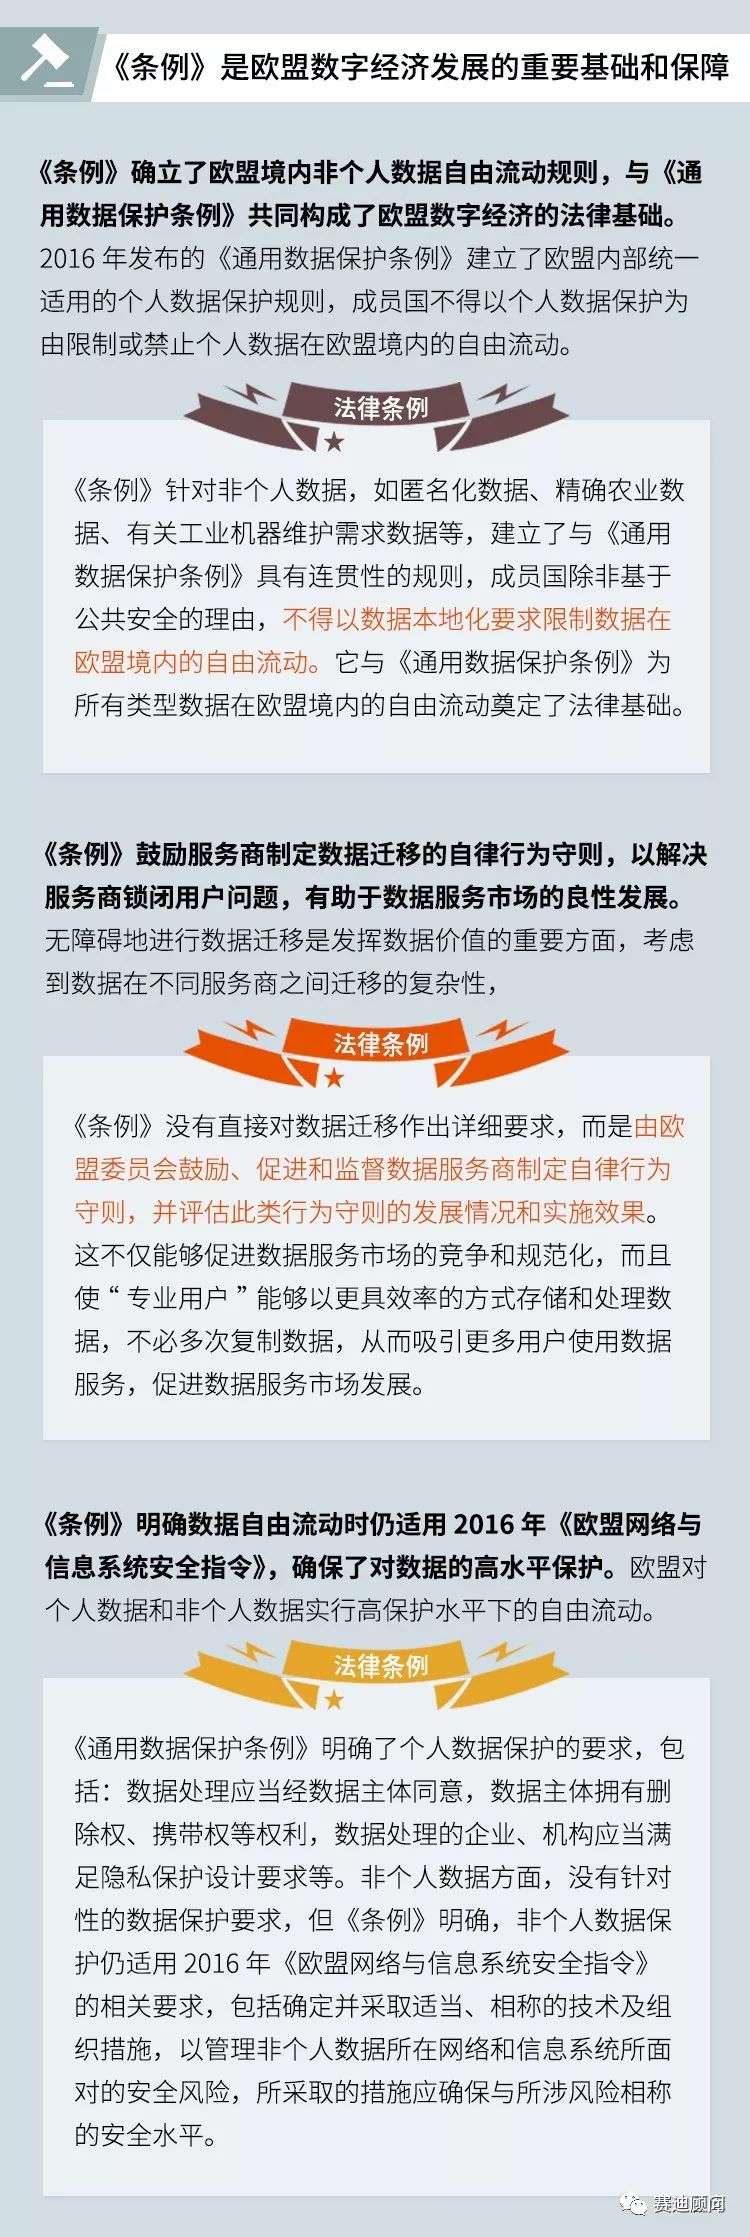 《条例》是欧盟数字经济发展的重要基础和保障
《条例》确立了欧盟境内非个人数据自由流动规则，与《通
用数据保护条例》共同构成了欧盟数字经济的法律基础。
2016 年发布的《通用数据保护条例》建立了欧盟内部统一
适用的个人数据保护规则，成员国不得以个人数据保护为
由限制或禁止个人数据在欧盟境内的自由流动。
法律条例
《条例》针对非个人数据，如匿名化数据、精确农业数
据、有关工业机器维护需求数据等，建立了与《通用
数据保护条例》具有连贯性的规则，成员国除非基于
公共安全的理由，不得以数据本地化要求限制数据在
欧盟境内的自由流动。它与《通用数据保护条例》为
所有类型数据在欧盟境内的自由流动奠定了法律基础。
《条例》鼓励服务商制定数据迁移的自律行为守则，以解决
服务商锁闭用户问题，有助于数据服务市场的良性发展。
无障碍地进行数据迁移是发挥数据价值的重要方面，考虑
到数据在不同服务商之间迁移的复杂性，
法律条例
《条例》没有直接对数据迁移作出详细要求，而是由欧
盟委员会鼓励、促进和监督数据服务商制定自律行为
守则，并评估此类行为守则的发展情况和实施效果。
这不仅能够促进数据服务市场的竞争和规范化，而且
使“专业用户”能够以更具效率的方式存储和处理数
据，不必多次复制数据，从而吸引更多用户使用数据
服务，促进数据服务市场发展。
《条例》明确数据自由流动时仍适用 2016 年《欧盟网络与
信息系统安全指令》，确保了对数据的高水平保护。欧盟对
个人数据和非个人数据实行高保护水平下的自由流动。
法律条例
《通用数据保护条例》明确了个人数据保护的要求，包
括：数据处理应当经数据主体同意，数据主体拥有删
除权、携带权等权利，数据处理的企业、机构应当满
足隐私保护设计要求等。非个人数据方面，没有针对
性的数据保护要求，但《条例》明确，非个人数据保
护仍适用 2016 年《欧盟网络与信息系统安全指令》
的相关要求，包括确定并采取适当、相称的技术及组
织措施，以管理非个人数据所在网络和信息系统所面
对的安全风险，所采取的措施应确保与所涉风险相称
的安全水平。
赛迪顾闻